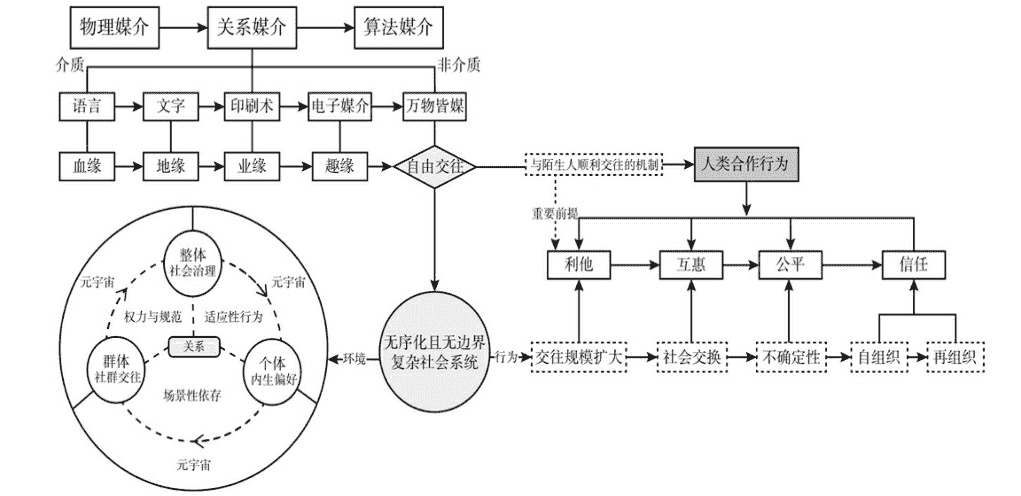 物理媒介
关系媒介
算法媒介
介质
非介质
语言
文字
印刷术
电子媒介
万物皆媒
血缘
地缘
业缘
趣缘
自由交往
与陌生人顺利交往的机制
人类合作行为
重要前提
利他
互惠
公平
信任
整体
社会治理
元宇宙
元宇宙
权力与规范
适应性行为
关系
群体
社群交往
个体
内生偏好
场景性依存
元宇宙
环境
无序化且无边界
复杂社会系统
行为
交往规模扩大
社会交换
不确定性
自组织
再组织